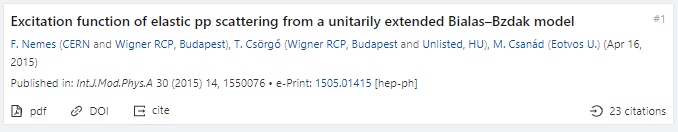 Excitation function of elastic pp scattering from a unitarily extended Bialas–Bzdak model #1
F. Nemes (CERN and Wigner RCP, Budapest), T. Csörgő (Wigner RCP, Budapest and Unlisted, HU), M. Csanád (Eotvos U.) (Apr 16,
2015)
Published in: Int.J.Mod.Phys.A 30 (2015) 14, 1550076 • e-Print: 1505.01415 [hep-ph]
pdf DOI cite 23 citations